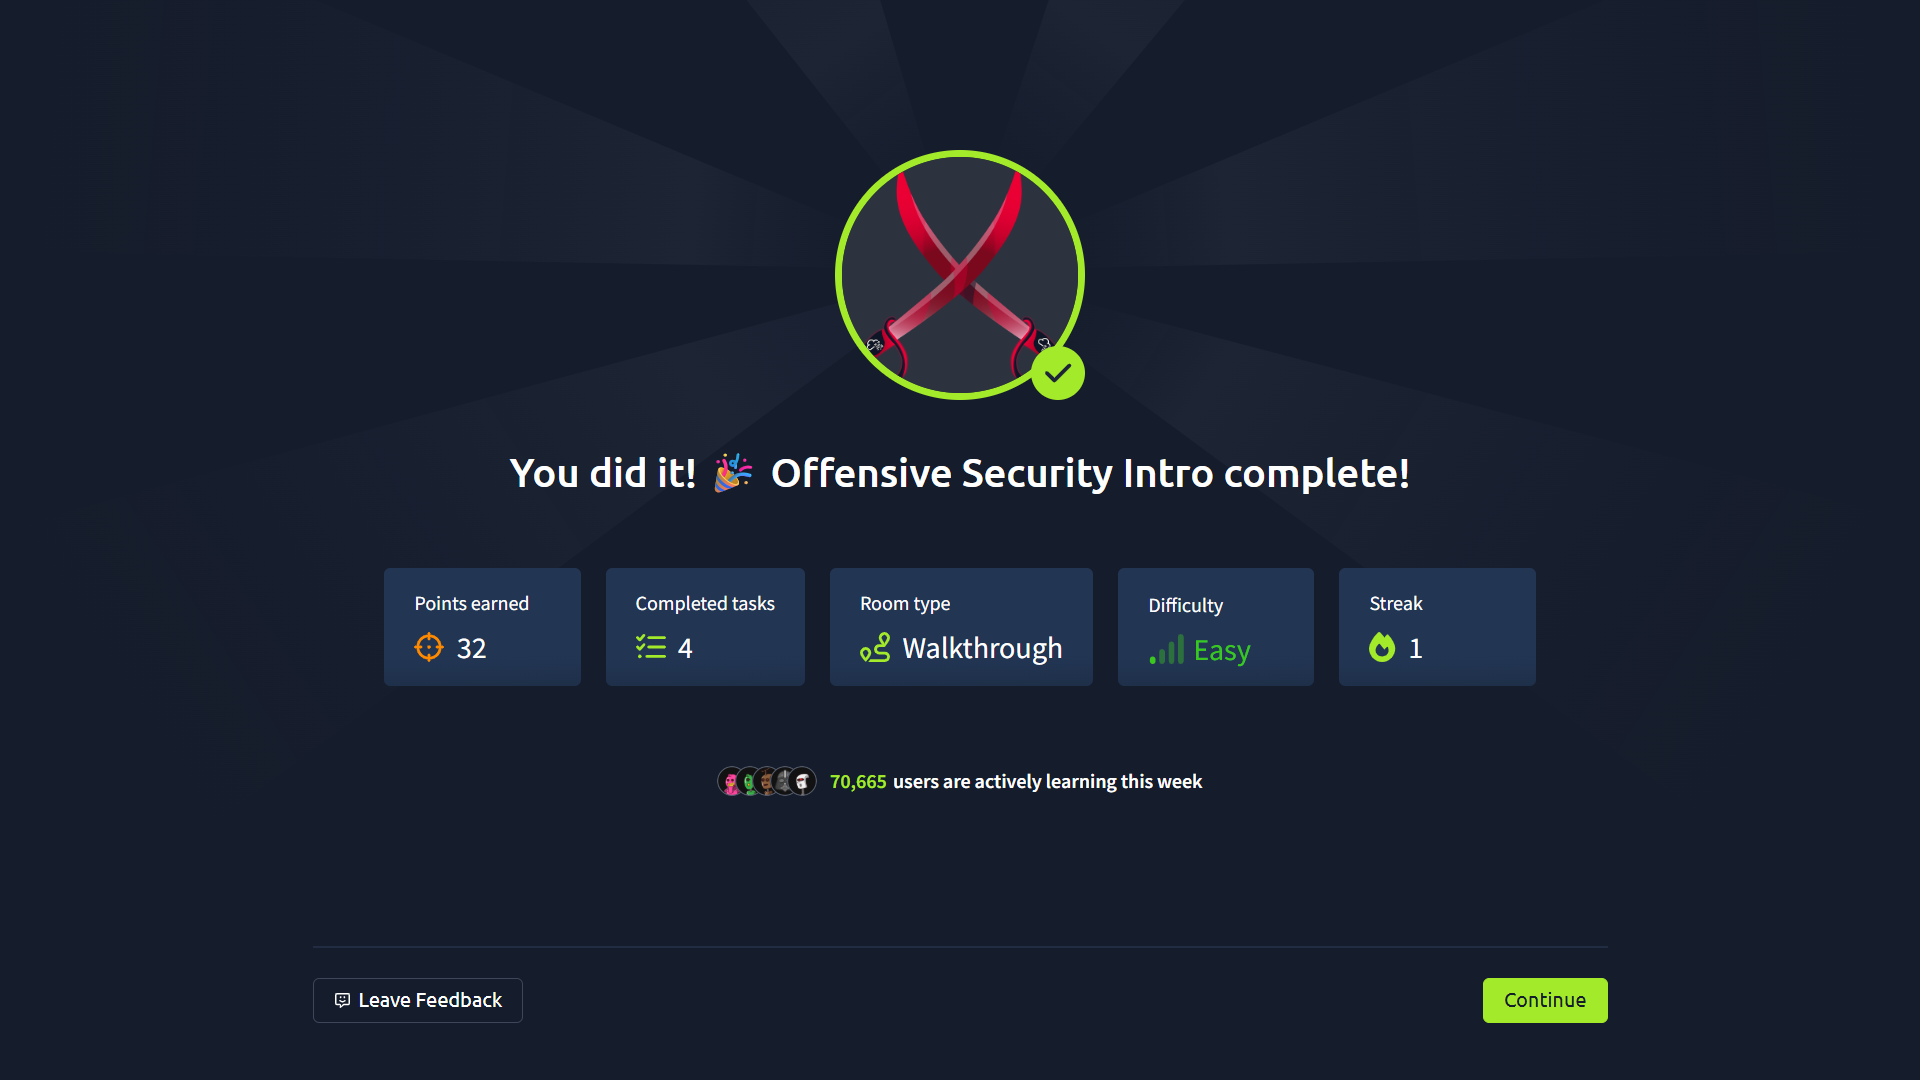 You did it! 🎉 Offensive Security Intro complete!
Points earned
32
Completed tasks
4
Room type
Walkthrough
Difficulty
Easy
Streak
1
70,665 users are actively learning this week
Leave Feedback
Continue